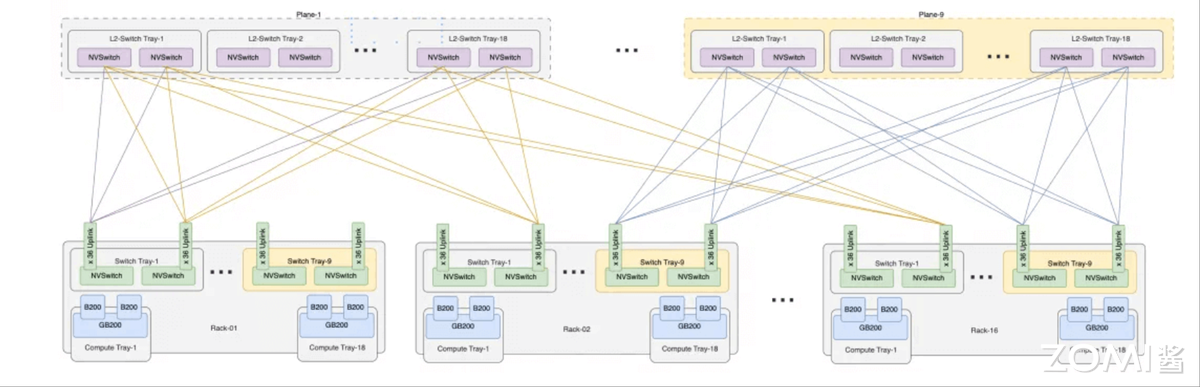 Plane-1
Plane-9
L2-Switch Tray-1
L2-Switch Tray-2
L2-Switch Tray-18
L2-Switch Tray-1
L2-Switch Tray-2
L2-Switch Tray-18
NVSwitch NVSwitch
NVSwitch NVSwitch
NVSwitch NVSwitch
NVSwitch NVSwitch
NVSwitch NVSwitch
NVSwitch NVSwitch
x 36 Uplink
x 36 Uplink
x 36 Uplink
x 36 Uplink
x 36 Uplink
x 36 Uplink
x 36 Uplink
x 36 Uplink
x 36 Uplink
x 36 Uplink
x 36 Uplink
x 36 Uplink
Switch Tray-1
Switch Tray-9
Switch Tray-1
Switch Tray-9
Switch Tray-1
Switch Tray-9
NVSwitch NVSwitch
NVSwitch NVSwitch
NVSwitch NVSwitch
NVSwitch NVSwitch
NVSwitch NVSwitch
NVSwitch NVSwitch
B200 B200
B200 B200
B200 B200
B200 B200
B200 B200
B200 B200
GB200
Rack-01
GB200
GB200
Rack-02
GB200
GB200
Rack-16
GB200
Compute Tray-1
Compute Tray-18
Compute Tray-1
Compute Tray-18
Compute Tray-1
Compute Tray-18
ZOMI酱